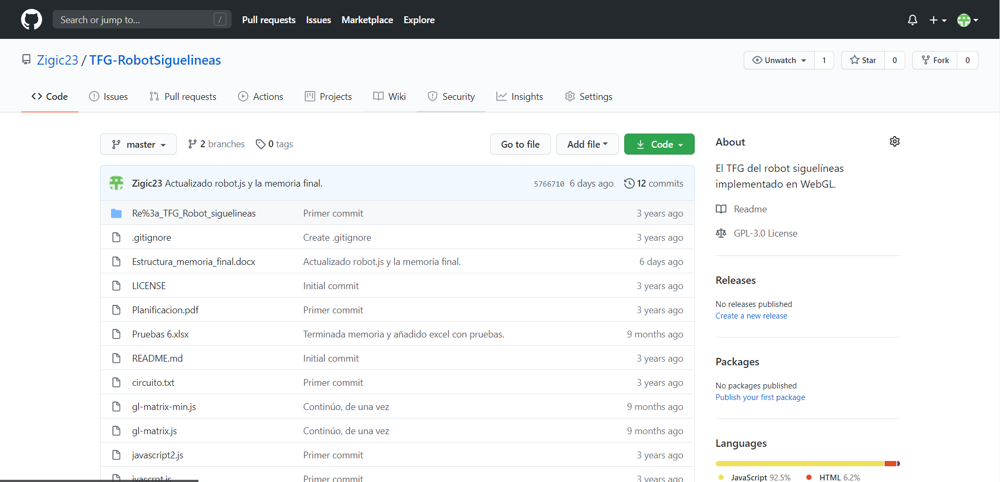 Search or jump to... / Pull requests Issues Marketplace Explore
Zigic23 / TFG-RobotSiguelineas Unwatch 1 Star 0 Fork 0
Code Issues Pull requests Actions Projects Wiki Security Insights Settings
master 2 branches 0 tags Go to file Add file Code
Zigic23 Actualizado robot.js y la memoria final. 5766710 6 days ago 12 commits
Re%3a_TFG_Robot_siguelineas Primer commit 3 years ago
.gitignore Create .gitignore 3 years ago
Estructura_memoria_final.docx Actualizado robot.js y la memoria final. 6 days ago
LICENSE Initial commit 3 years ago
Planificacion.pdf Primer commit 3 years ago
Pruebas 6.xlsx Terminada memoria y añadido excel con pruebas. 9 months ago
README.md Initial commit 3 years ago
circuito.txt Primer commit 3 years ago
gl-matrix-min.js Continúo, de una vez 9 months ago
gl-matrix.js Continúo, de una vez 9 months ago
javascript2.js Primer commit 3 years ago
Primer commit 3 years ago
About
El TFG del robot siguelíneas
implementado en WebGL.
Readme
GPL-3.0 License
Releases
No releases published
Create a new release
Packages
No packages published
Publish your first package
Languages
JavaScript 92.5% HTML 6.2%